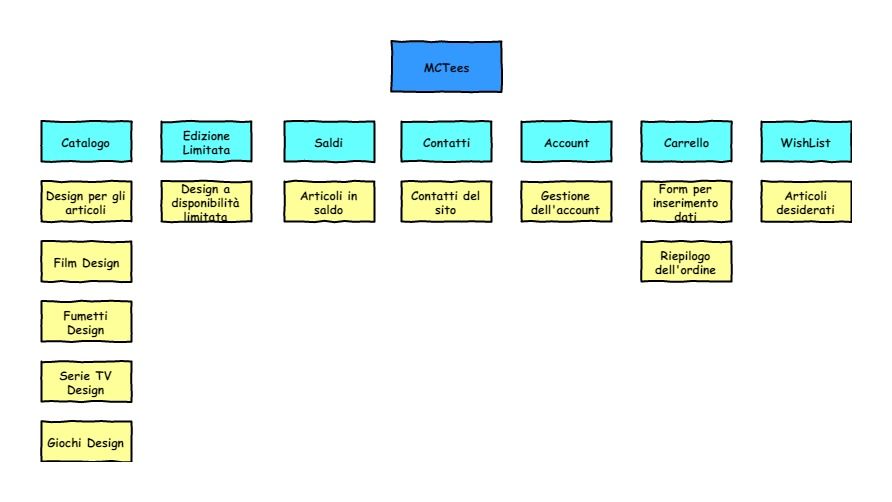 MCTees
Catalogo
Edizione
Limitata
Saldi
Contatti
Account
Carrello
WishList
Design per gli
articoli
Design a
disponibilità
limitata
Articoli in
saldo
Contatti del
sito
Gestione
dell'account
Form per
inserimento
dati
Articoli
desiderati
Film Design
Riepilogo
dell'ordine
Fumetti
Design
Serie TV
Design
Giochi Design